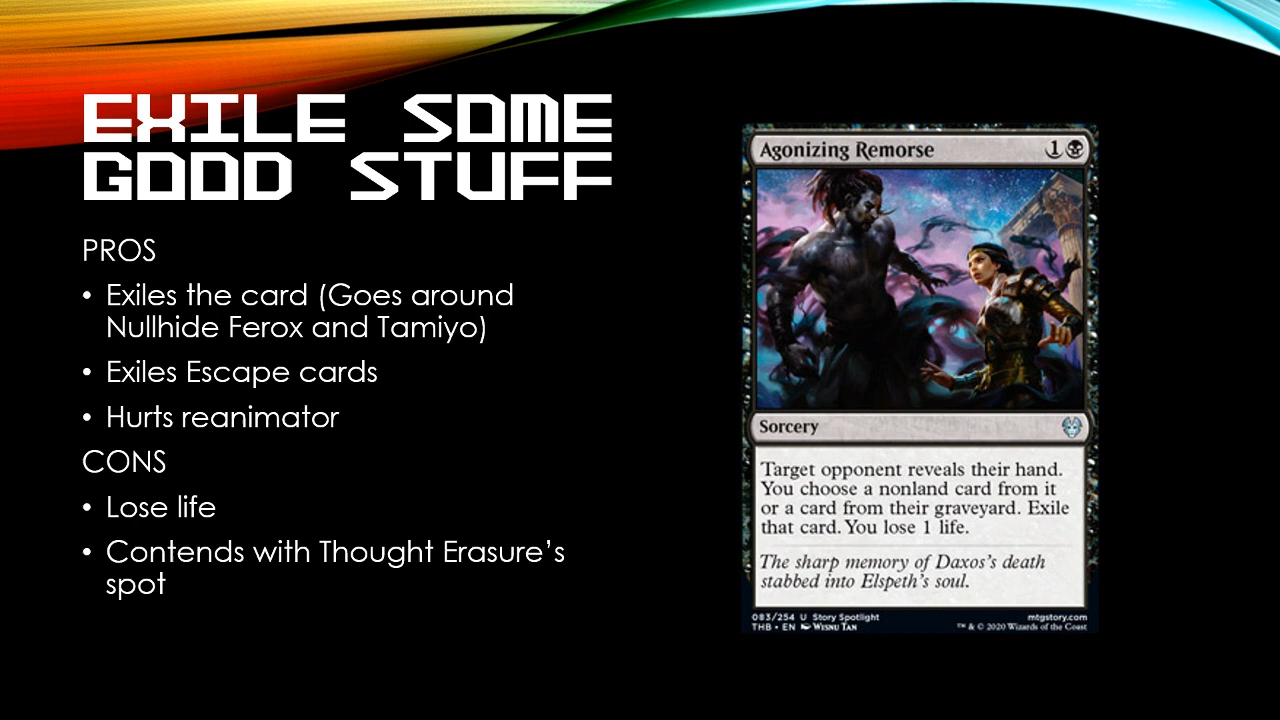 EXILE SOME
GOOD STUFF
PROS
• Exiles the card (Goes around
Nullhide Ferox and Tamiyo)
• Exiles Escape cards
• Hurts reanimator
CONS
• Lose life
• Contends with Thought Erasure’s
spot
Agonizing Remorse 1
Sorcery
Target opponent reveals their hand.
You choose a nonland card from it
or a card from their graveyard. Exile
that card. You lose 1 life.
The sharp memory of Daxos’s death
stabbed into Elspeth’s soul.
083/254 U Story Spotlight mtgstory.com
THB • EN Wisnu Tan ™ & © 2020 Wizards of the Coast